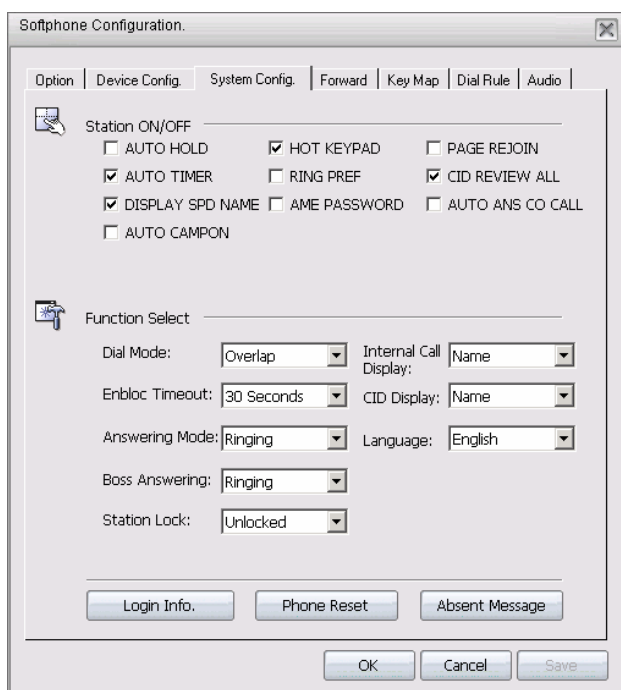 Softphone Configuration.
Option Device Config. System Config. Forward Key Map Dial Rule Audio
Station ON/OFF
AUTO HOLD HOT KEYPAD PAGE REJOIN
AUTO TIMER RING PREF CID REVIEW ALL
DISPLAY SPD NAME AME PASSWORD AUTO ANS CO CALL
AUTO CAMPON
Function Select
Dial Mode: Overlap Internal Call Display: Name
Enbloc Timeout: 30 Seconds CID Display: Name
Answering Mode: Ringing Language: English
Boss Answering: Ringing
Station Lock: Unlocked
Login Info. Phone Reset Absent Message
OK Cancel Save